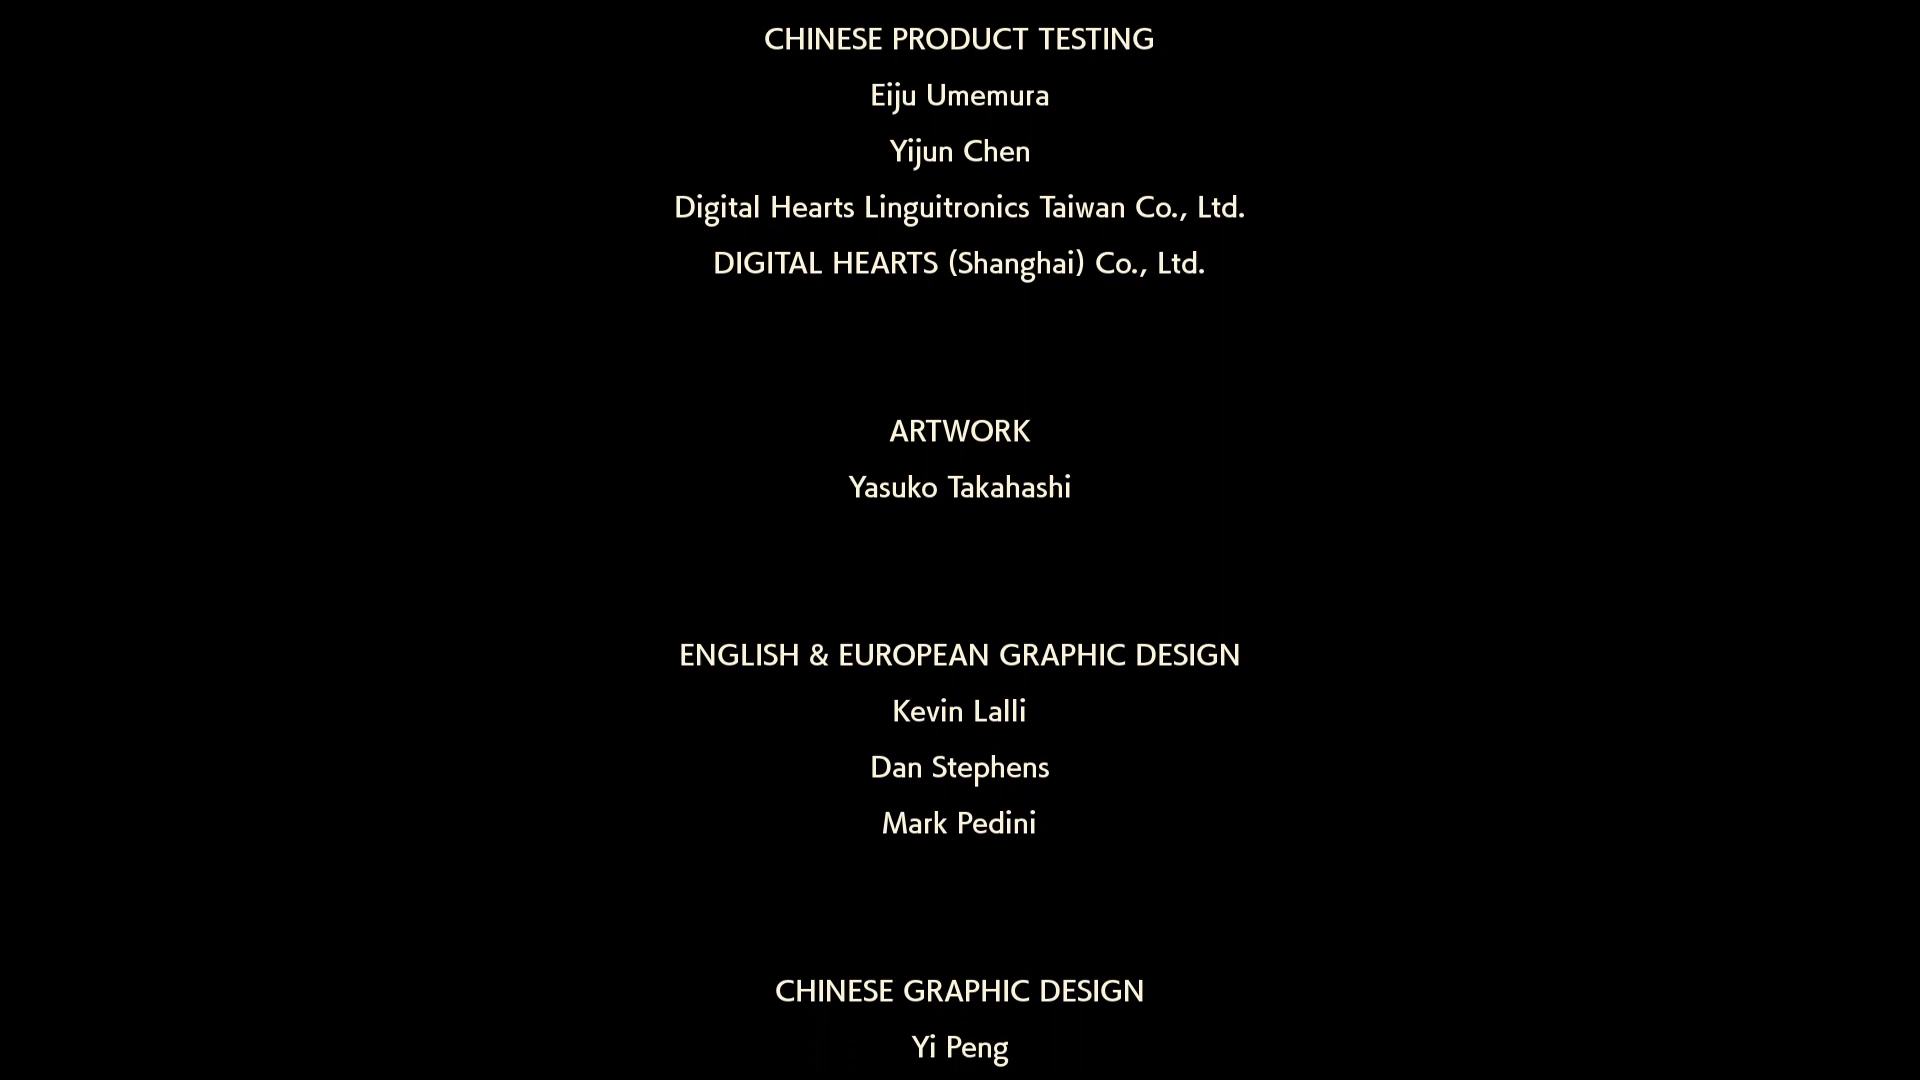 CHINESE PRODUCT TESTING
Eiju Umemura
Yijun Chen
Digital Hearts Linguitronics Taiwan Co., Ltd.
DIGITAL HEARTS (Shanghai) Co., Ltd.
ARTWORK
Yasuko Takahashi
ENGLISH & EUROPEAN GRAPHIC DESIGN
Kevin Lalli
Dan Stephens
Mark Pedini
CHINESE GRAPHIC DESIGN
Yi Peng